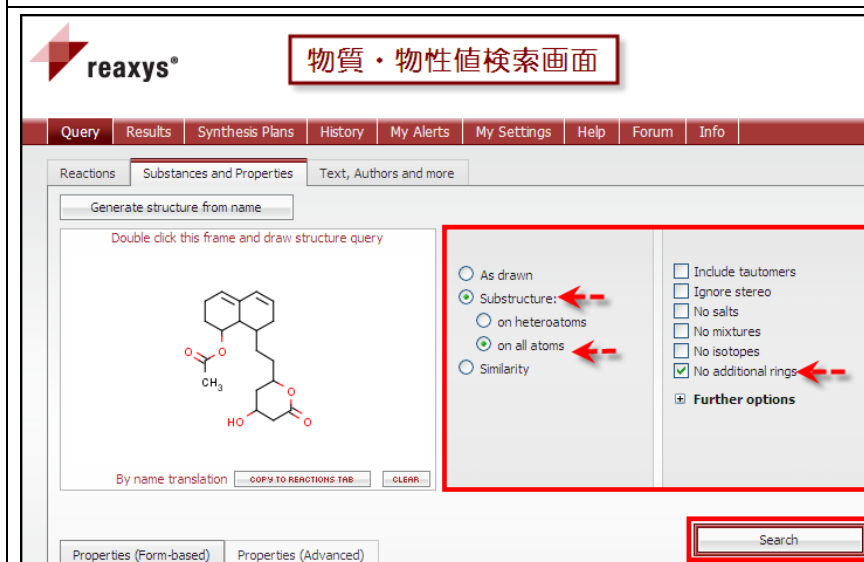 reaxys®
物質・物性値検索画面
Query Results Synthesis Plans History My Alerts My Settings Help Forum Info
Reactions Substances and Properties Text, Authors and more
Generate structure from name
Double click this frame and draw structure query
As drawn
Substructure:
on heteroatoms
on all atoms
Similarity
Include tautomers
Ignore stereo
No salts
No mixtures
No isotopes
No additional rings
Further options
O O
CH3
O
HO O
By name translation COPY TO REACTIONS TAB CLEAR
Search
Properties (Form-based) Properties (Advanced)